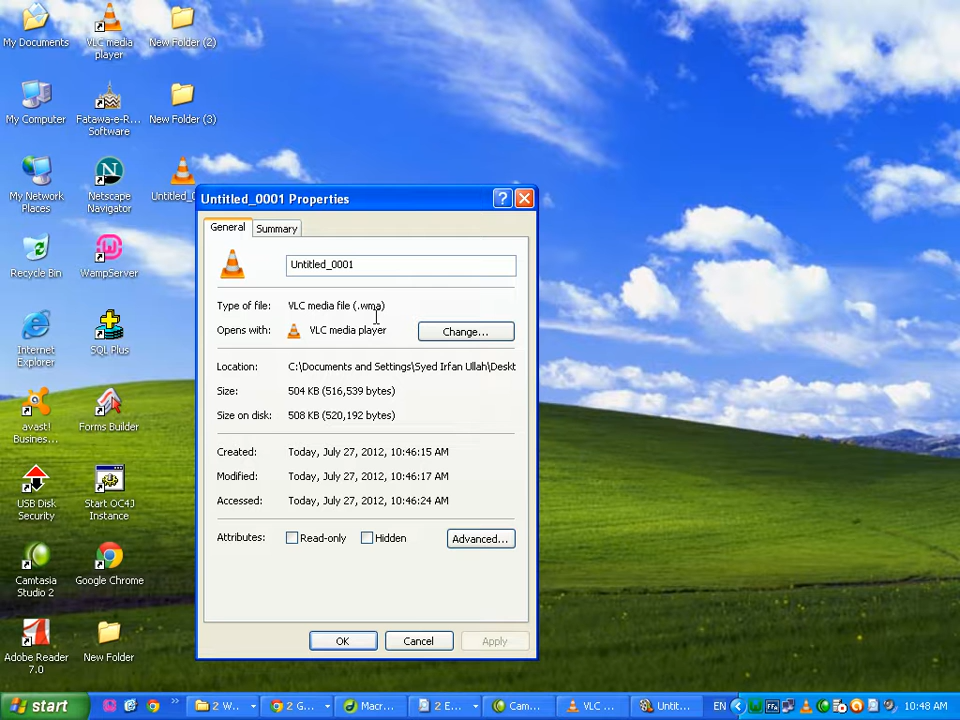 My Documents
VLC media
player
New Folder (2)
My Computer
Fatawa-e-R...
Software
New Folder (3)
My Network
Places
Netscape
Navigator
Recycle Bin
WampServer
Internet
Explorer
SQL Plus
avast!
Busines...
Forms Builder
USB Disk
Security
Start OC4J
Instance
Camtasia
Studio 2
Google Chrome
Adobe Reader
7.0
New Folder
Untitled_0001 Properties
General
Summary
Untitled_0001
Type of file: VLC media file (.wma)
Opens with: VLC media player Change...
Location: C:\Documents and Settings\Syed Irfan Ullah\Deskt
Size: 504 KB (516,539 bytes)
Size on disk: 508 KB (520,192 bytes)
Created: Today, July 27, 2012, 10:46:15 AM
Modified: Today, July 27, 2012, 10:46:17 AM
Accessed: Today, July 27, 2012, 10:46:24 AM
Attributes: Read-only Hidden Advanced...
OK Cancel Apply
start 2 W... 2 G... Macr... 2 E... Cam... VLC ... Untit... EN 10:48 AM